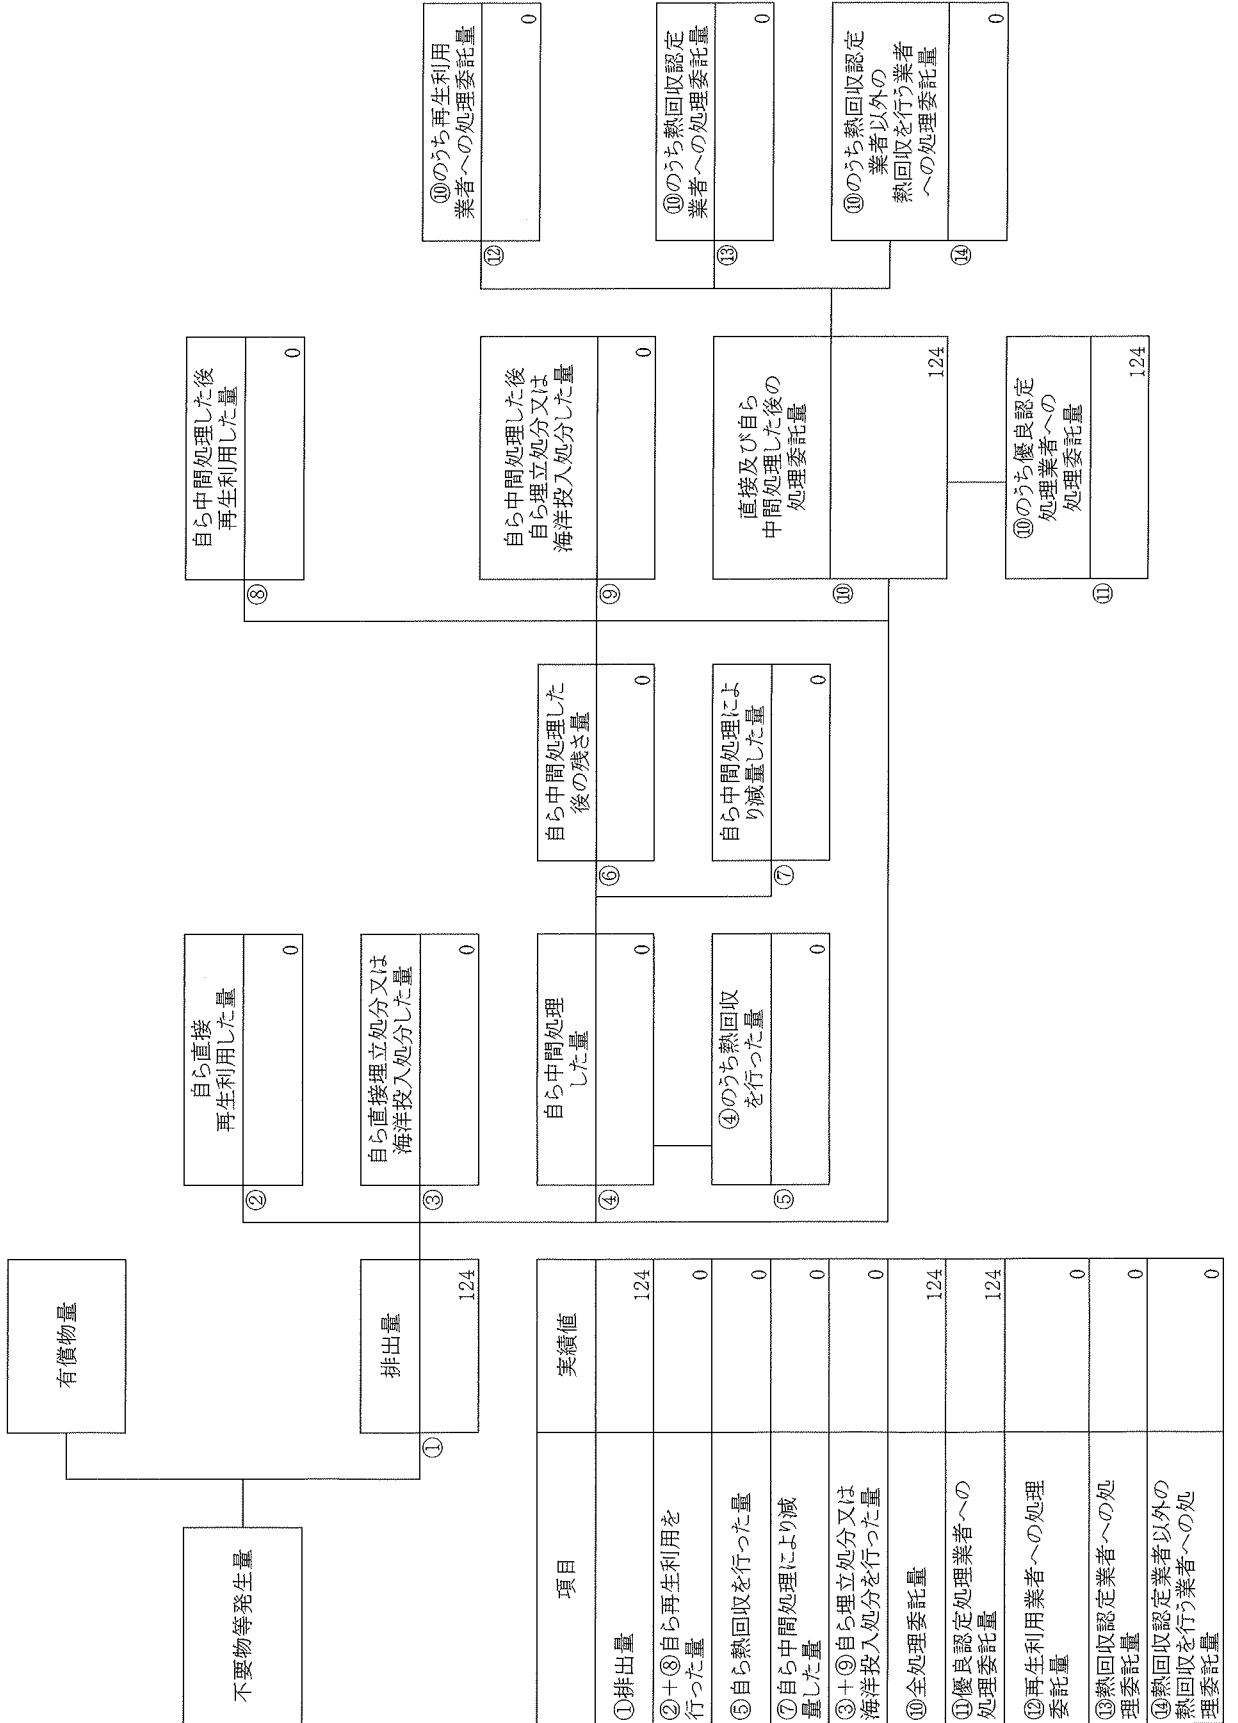 不要物等発生量
有償物量
排出量
①
124
自ら直接
再生利用した量
②
0
自ら直接埋立処分又は
海洋投入処分した量
③
0
自ら中間処理
した量
④
0
④のうち熱回収
を行った量
⑤
0
自ら中間処理した
後の残さ量
⑥
0
自ら中間処理によ
り減量した量
⑦
0
自ら中間処理した後
再生利用した量
⑧
0
自ら中間処理した後
自ら埋立処分又は
海洋投入処分した量
⑨
0
直接及び自ら
中間処理した後の
処理委託量
⑩
124
⑩のうち優良認定
処理業者への
処理委託量
⑪
124
⑩のうち再生利用
業者への処理委託量
⑫
0
⑩のうち熱回収認定
業者への処理委託量
⑬
0
⑩のうち熱回収認定
業者以外の
熱回収を行う業者
への処理委託量
⑭
0
項目 実績値
①排出量 124
②+⑧自ら再生利用を
行った量 0
⑤自ら熱回収を行った量 0
⑦自ら中間処理により減
量した量 0
③+⑨自ら埋立処分又は
海洋投入処分を行った量 0
⑩全処理委託量 124
⑪優良認定処理業者への
処理委託量 124
⑫再生利用業者への処理
委託量 0
⑬熱回収認定業者への処
理委託量 0
⑭熱回収認定業者以外の
熱回収を行う業者への処
理委託量 0